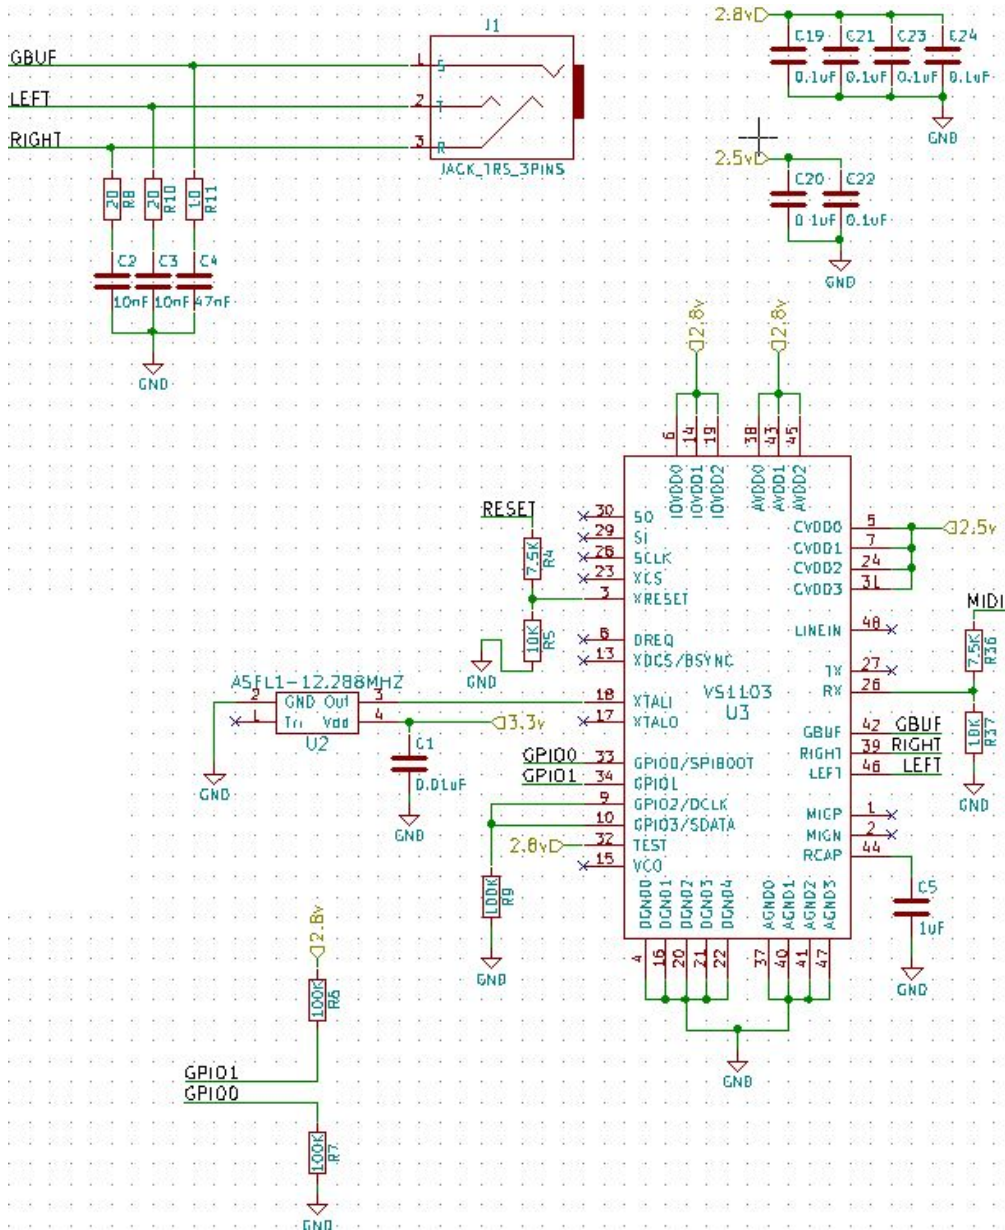 J1
GBUF
LEFT
RIGHT
1 S
2 T
3 R
JACK_TRS_3PINS
20 R8
20 R10
10 R11
C2 C3 C4
10nF 10nF 47nF
GND
2.8v
C19 C21 C23 C24
0.1uF 0.1uF 0.1uF 0.1uF
GND
2.5v
C20 C22
0.1uF 0.1uF
GND
2.8v
2.8v
6 14 19 38 43 45
IOVDD0 IOVDD1 IOVDD2 AVDD0 AVDD1 AVDD2
RESET
7.5K R4
10K R5
GND
30 SO
29 SI
28 SCLK
23 XCS
3 XRESET
8 DREQ
13 XDCS/BSYNC
18 XTALI
17 XTALO
33 GPIO0/SPIBOOT
34 GPIO1
9 GPIO2/DCLK
10 GPIO3/SDATA
32 TEST
15 VCO
VS1103
U3
CVDD0 5
CVDD1 7
CVDD2 24
CVDD3 31
2.5v
LINEIN 48
TX 27
RX 26
GBUF 42 GBUF
RIGHT 39 RIGHT
LEFT 46 LEFT
MICP 1
MICN 2
RCAP 44
MIDI
7.5K R36
10K R37
GND
C5
1uF
GND
ASFL1-12.288MHZ
2 GND Out 3
1 Tri Vdd 4
U2
3.3v
C1
0.01uF
GND
GND
GPIO0
GPIO1
2.8v
100K R9
GND
DGND0 DGND1 DGND2 DGND3 DGND4 AGND0 AGND1 AGND2 AGND3
4 16 20 21 22 37 40 41 47
GND
2.8v
100K R6
GPIO1
GPIO0
100K R7
GND